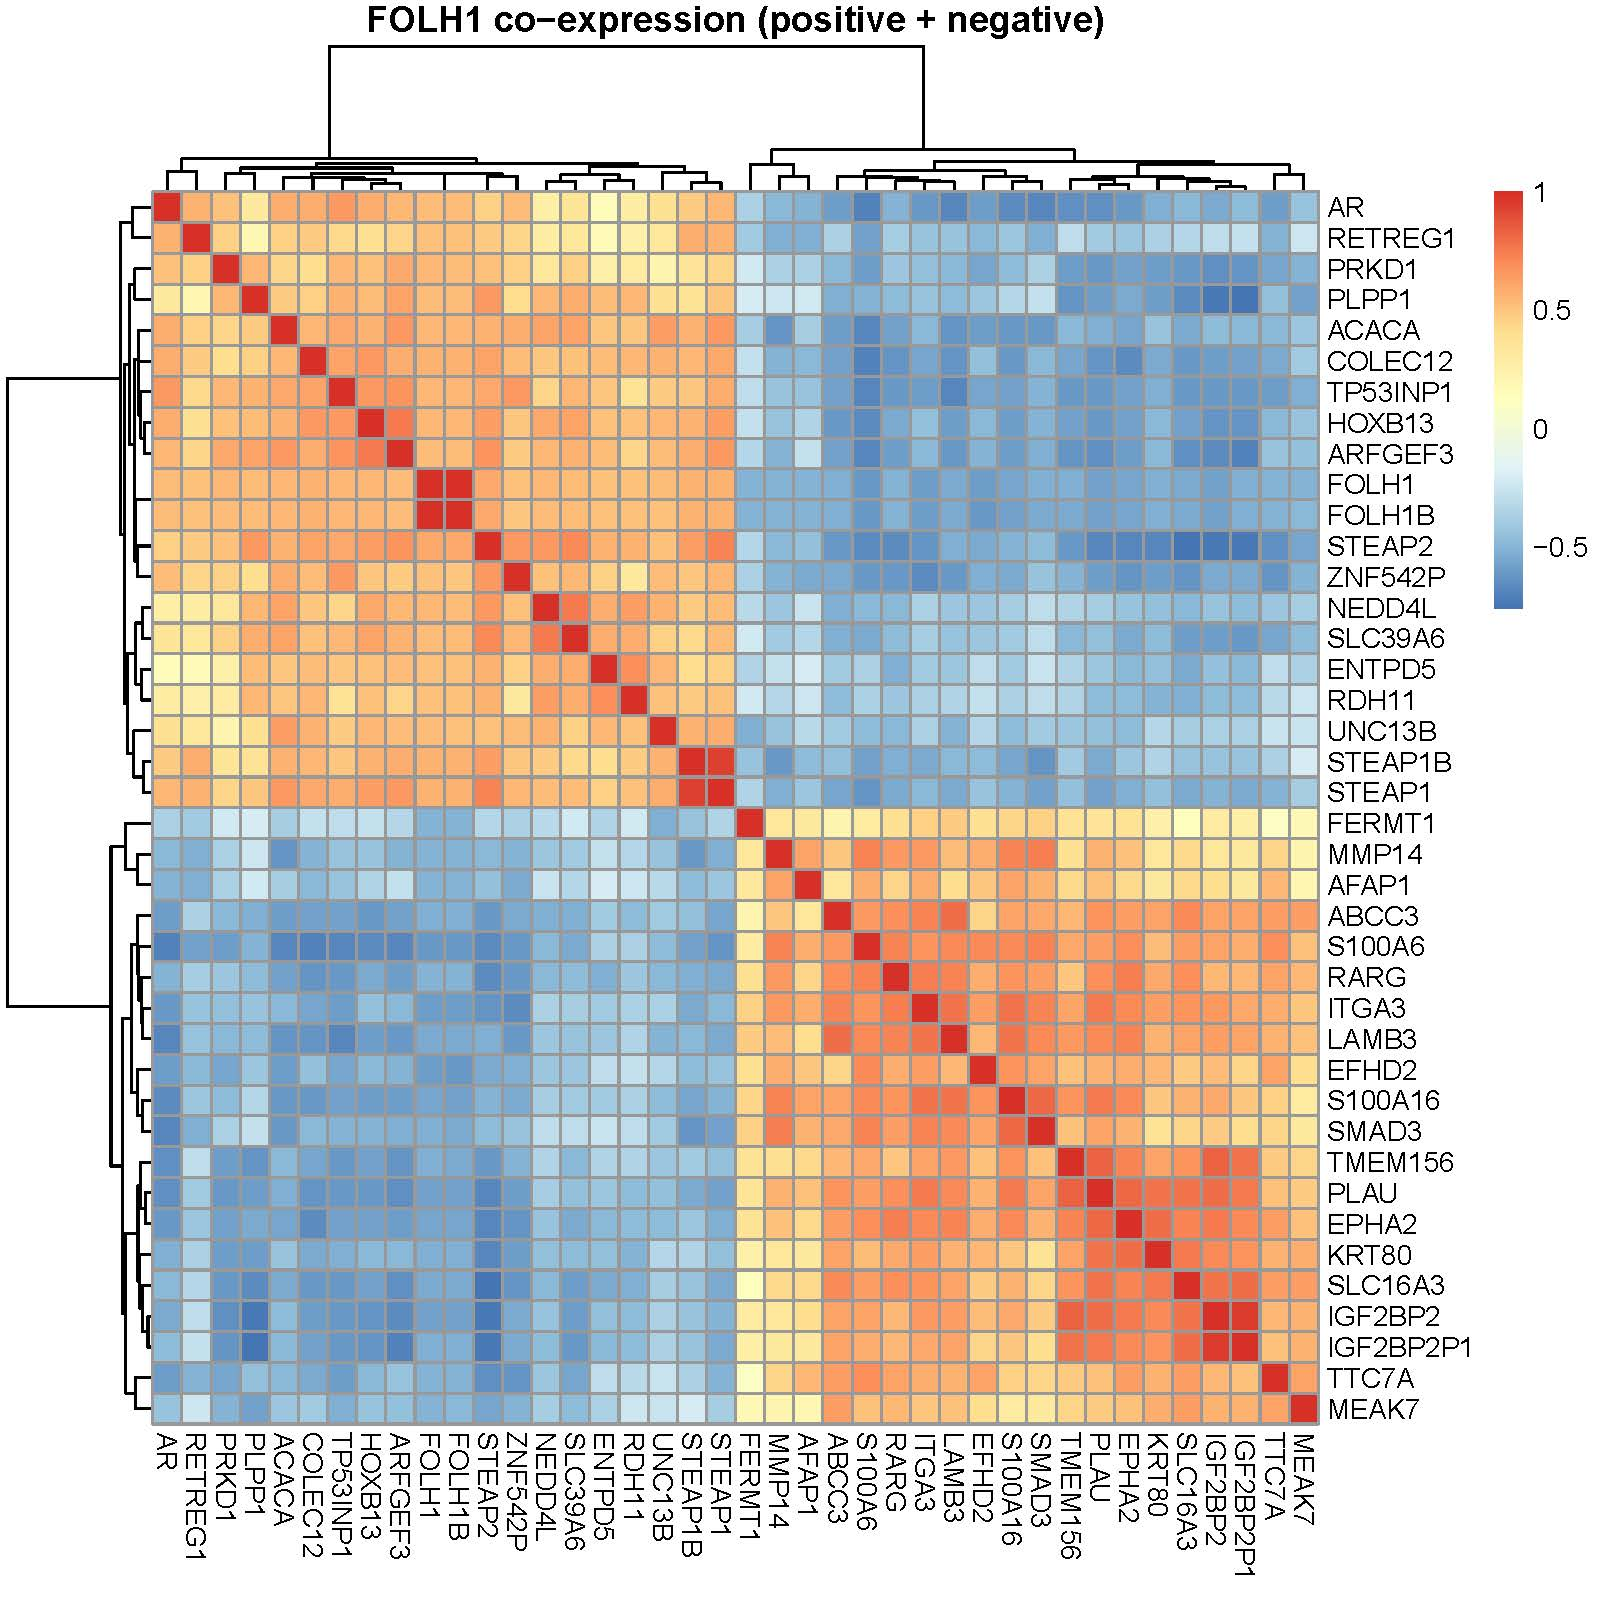 FOLH1 co−expression (positive + negative)
1
0.5
0
−0.5
AR
RETREG1
PRKD1
PLPP1
ACACA
COLEC12
TP53INP1
HOXB13
ARFGEF3
FOLH1
FOLH1B
STEAP2
ZNF542P
NEDD4L
SLC39A6
ENTPD5
RDH11
UNC13B
STEAP1B
STEAP1
FERMT1
MMP14
AFAP1
ABCC3
S100A6
RARG
ITGA3
LAMB3
EFHD2
S100A16
SMAD3
TMEM156
PLAU
EPHA2
KRT80
SLC16A3
IGF2BP2
IGF2BP2P1
TTC7A
MEAK7
AR
RETREG1
PRKD1
PLPP1
ACACA
COLEC12
TP53INP1
HOXB13
ARFGEF3
FOLH1
FOLH1B
STEAP2
ZNF542P
NEDD4L
SLC39A6
ENTPD5
RDH11
UNC13B
STEAP1B
STEAP1
FERMT1
MMP14
AFAP1
ABCC3
S100A6
RARG
ITGA3
LAMB3
EFHD2
S100A16
SMAD3
TMEM156
PLAU
EPHA2
KRT80
SLC16A3
IGF2BP2
IGF2BP2P1
TTC7A
MEAK7